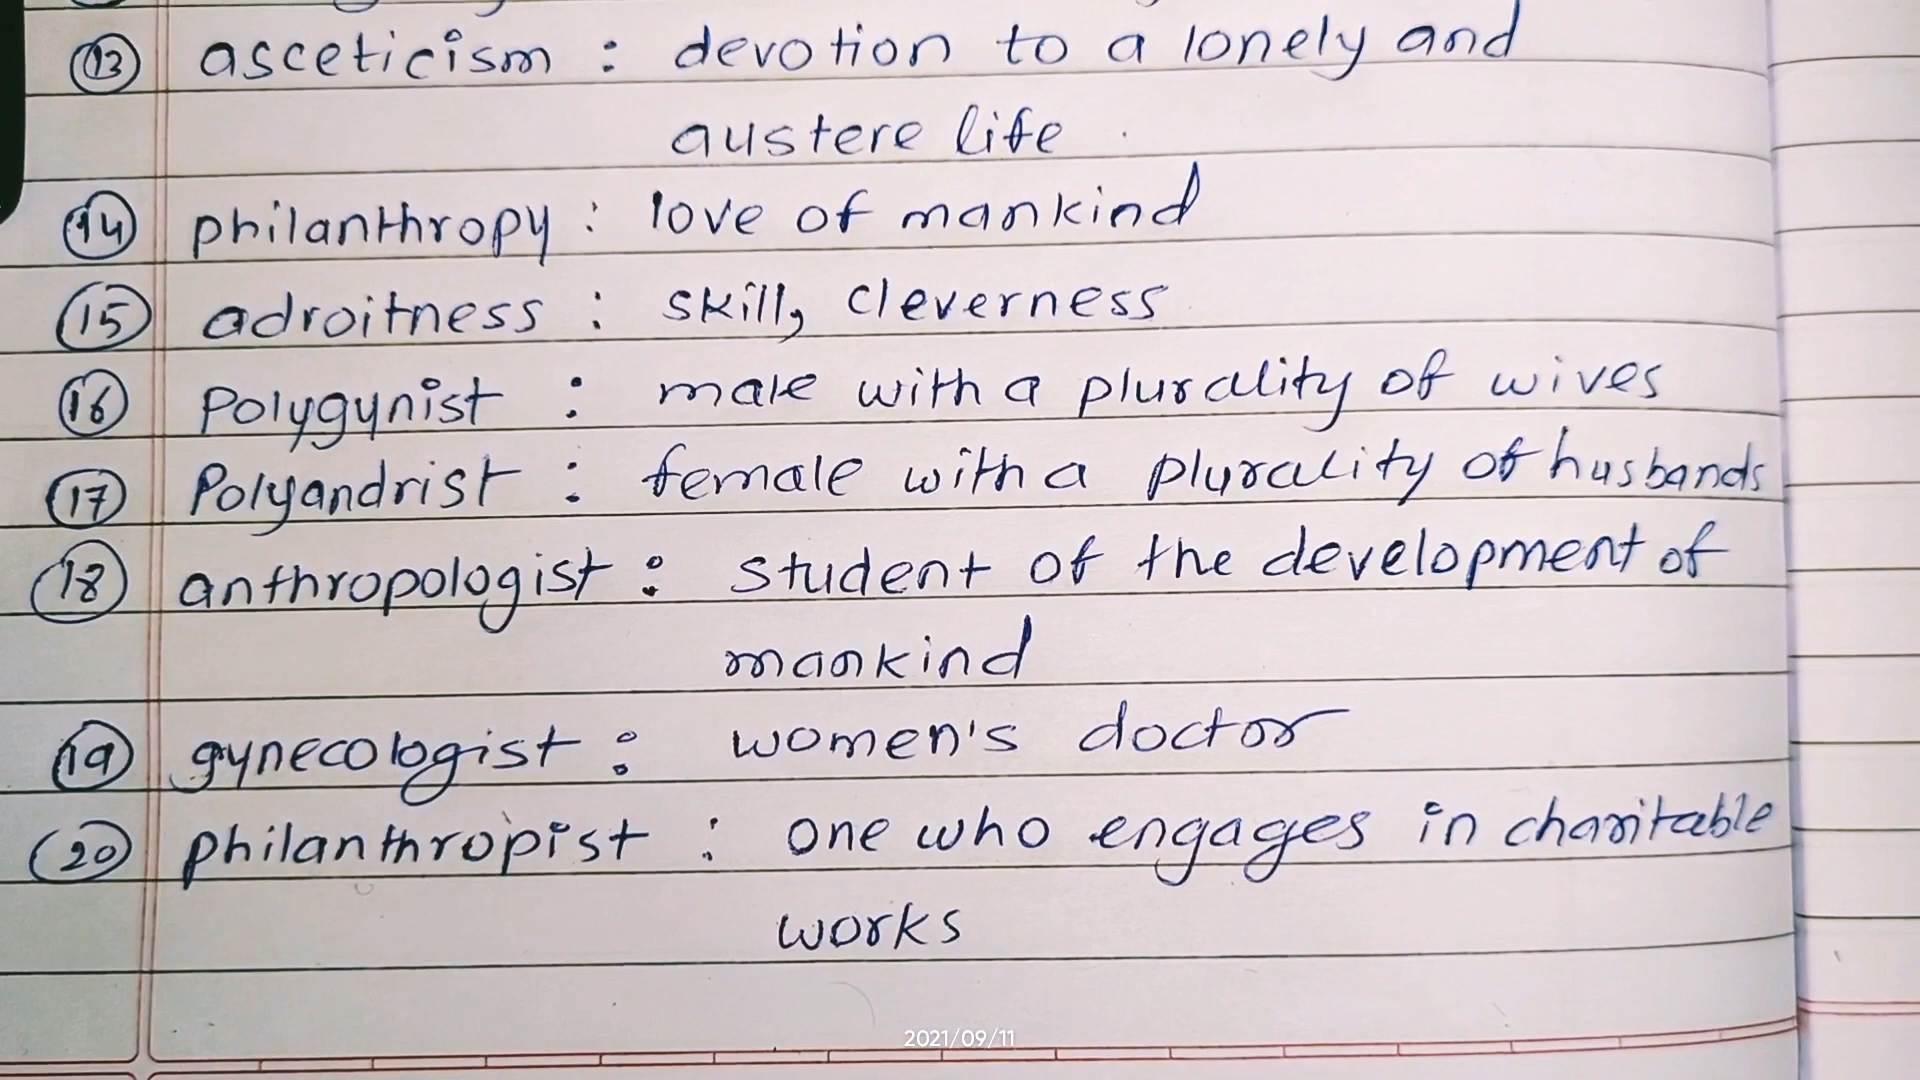 13 asceticism : devotion to a lonely and
austere life .
14 philanthropy : love of mankind
15 adroitness : skill, cleverness
16 Polygynist : male with a plurality of wives
17 Polyandrist : female with a plurality of husbands
18 anthropologist : student of the development of
mankind
19 gynecologist : women's doctor
20 philanthropist : one who engages in charitable
works
2021/09/11